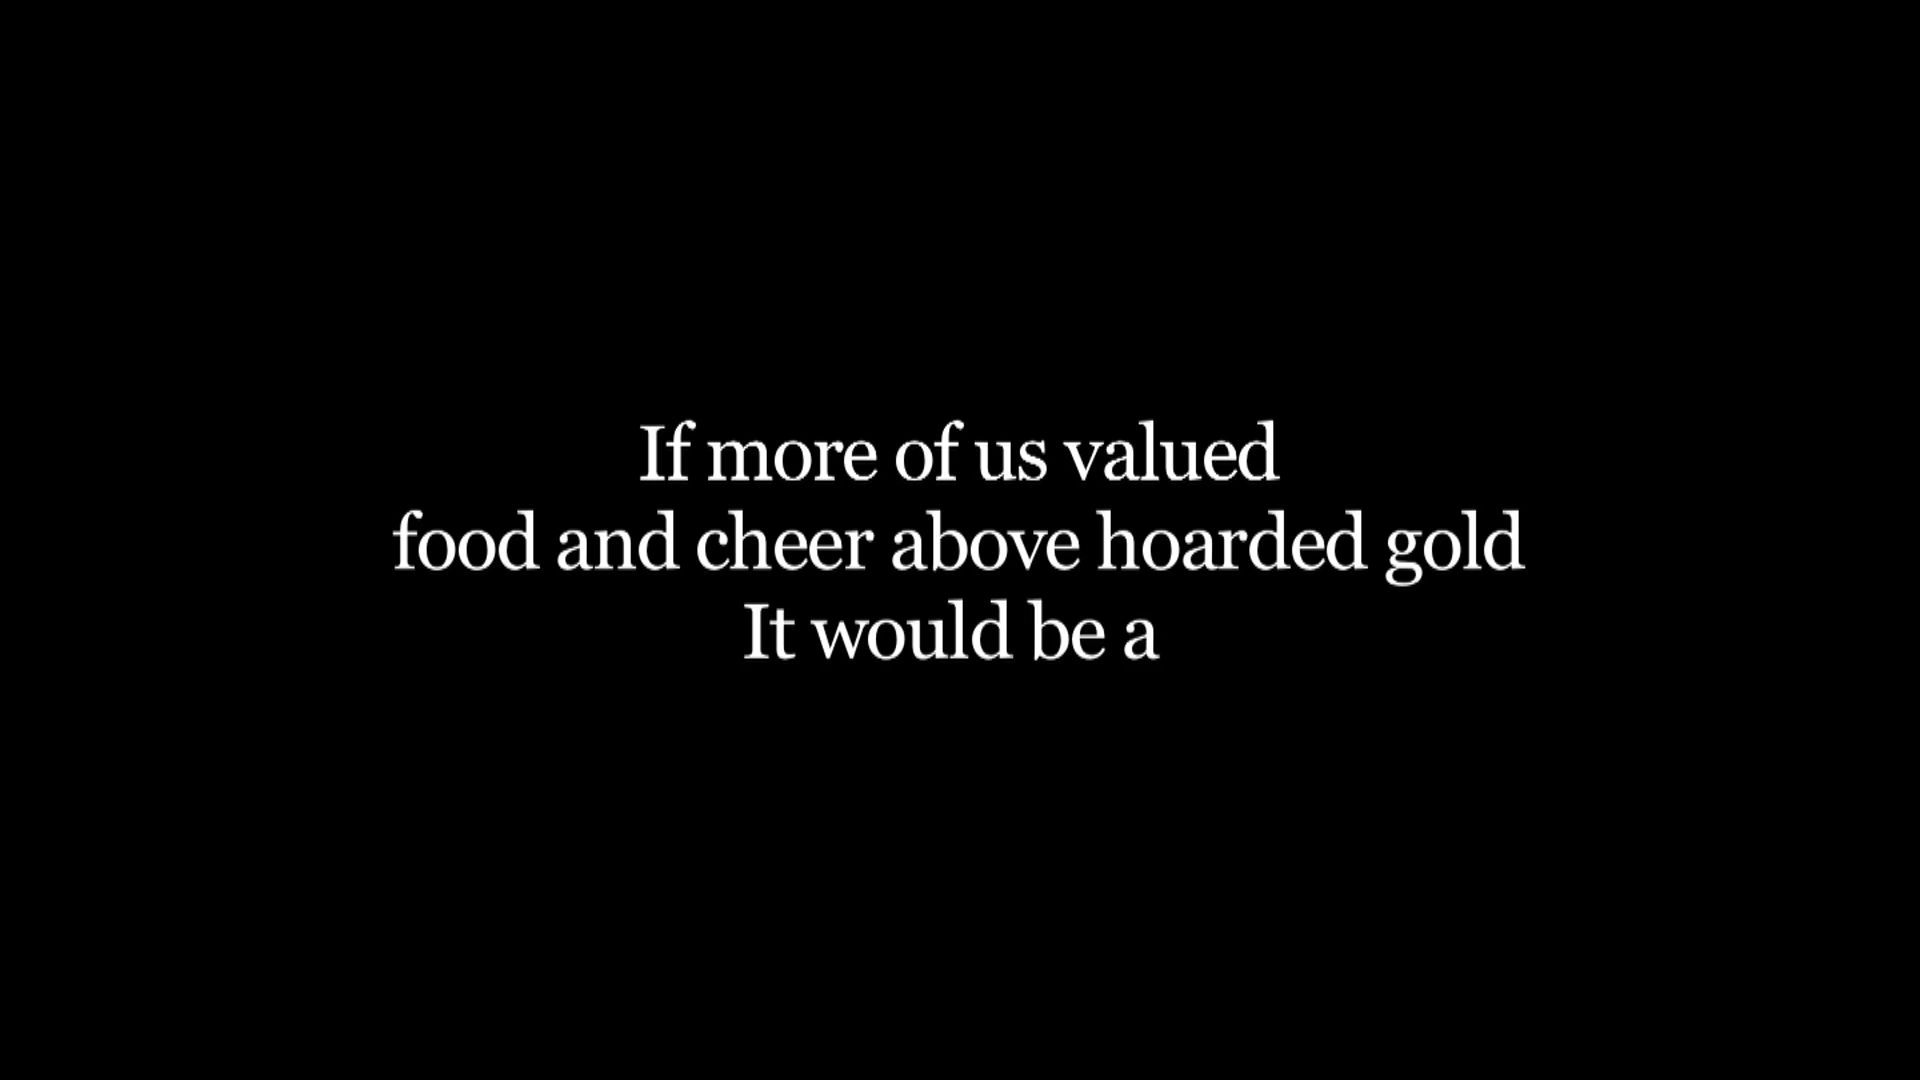 If more of us valued
food and cheer above hoarded gold
It would be a